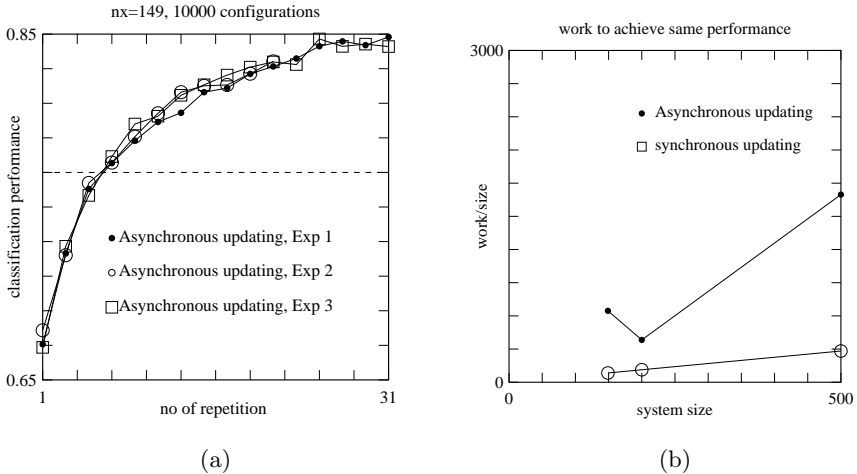 nx=149, 10000 configurations
0.85
classification performance
Asynchronous updating, Exp 1
Asynchronous updating, Exp 2
Asynchronous updating, Exp 3
0.65
1
31
no of repetition
(a)
work to achieve same performance
3000
work/size
Asynchronous updating
synchronous updating
0
0
500
system size
(b)